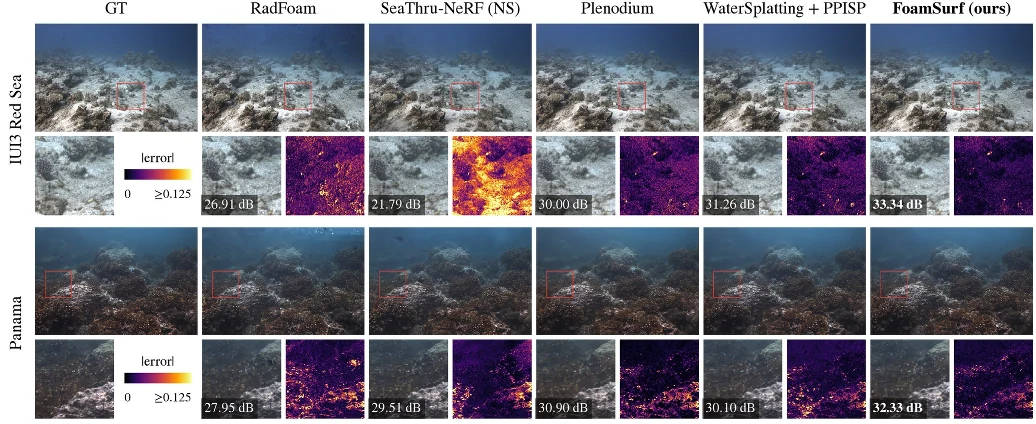 GT RadFoam SeaThru-NeRF (NS) Plenodium WaterSplatting + PPISP FoamSurf (ours)
IUI3 Red Sea
|error|
0 ≥0.125
26.91 dB 21.79 dB 30.00 dB 31.26 dB 33.34 dB
Panama
|error|
0 ≥0.125
27.95 dB 29.51 dB 30.90 dB 30.10 dB 32.33 dB